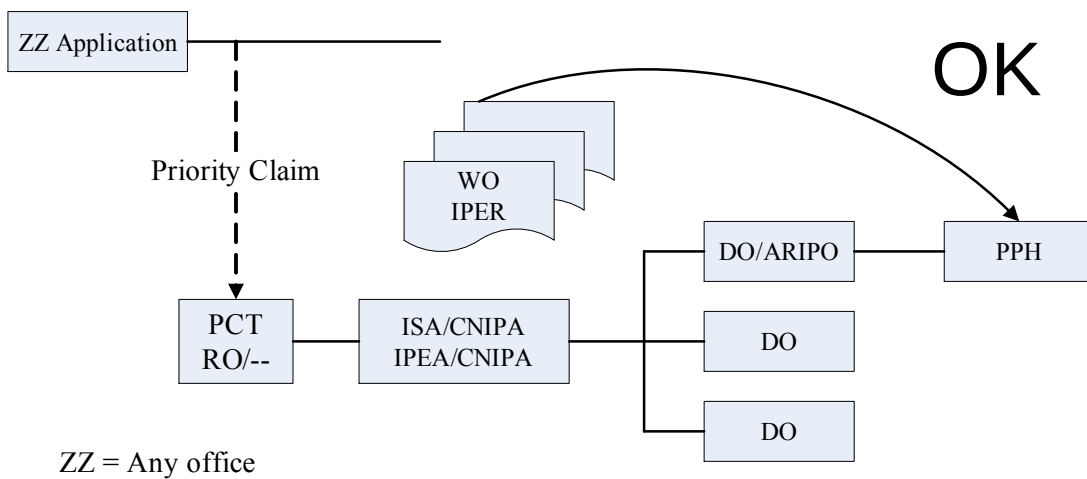 ZZ Application
OK
Priority Claim
WO
IPER
DO/ARIPO
PPH
PCT
RO/--
ISA/CNIPA
IPEA/CNIPA
DO
DO
ZZ = Any office